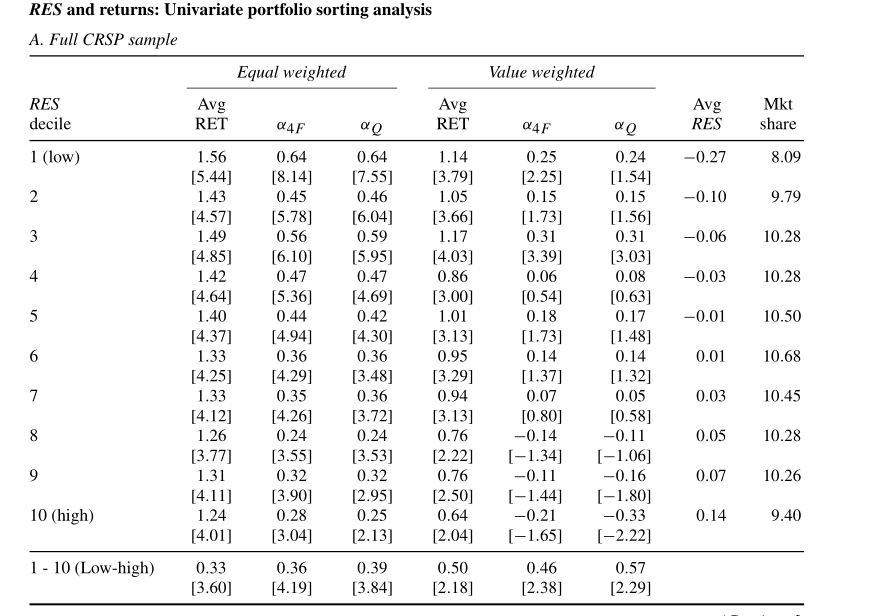 RES and returns: Univariate portfolio sorting analysis
A. Full CRSP sample
Equal weighted Value weighted
RES Avg Avg Avg Mkt
decile RET α4F αQ RET α4F αQ RES share
1 (low) 1.56 0.64 0.64 1.14 0.25 0.24 −0.27 8.09
[5.44] [8.14] [7.55] [3.79] [2.25] [1.54]
2 1.43 0.45 0.46 1.05 0.15 0.15 −0.10 9.79
[4.57] [5.78] [6.04] [3.66] [1.73] [1.56]
3 1.49 0.56 0.59 1.17 0.31 0.31 −0.06 10.28
[4.85] [6.10] [5.95] [4.03] [3.39] [3.03]
4 1.42 0.47 0.47 0.86 0.06 0.08 −0.03 10.28
[4.64] [5.36] [4.69] [3.00] [0.54] [0.63]
5 1.40 0.44 0.42 1.01 0.18 0.17 −0.01 10.50
[4.37] [4.94] [4.30] [3.13] [1.73] [1.48]
6 1.33 0.36 0.36 0.95 0.14 0.14 0.01 10.68
[4.25] [4.29] [3.48] [3.29] [1.37] [1.32]
7 1.33 0.35 0.36 0.94 0.07 0.05 0.03 10.45
[4.12] [4.26] [3.72] [3.13] [0.80] [0.58]
8 1.26 0.24 0.24 0.76 −0.14 −0.11 0.05 10.28
[3.77] [3.55] [3.53] [2.22] [−1.34] [−1.06]
9 1.31 0.32 0.32 0.76 −0.11 −0.16 0.07 10.26
[4.11] [3.90] [2.95] [2.50] [−1.44] [−1.80]
10 (high) 1.24 0.28 0.25 0.64 −0.21 −0.33 0.14 9.40
[4.01] [3.04] [2.13] [2.04] [−1.65] [−2.22]
1 - 10 (Low-high) 0.33 0.36 0.39 0.50 0.46 0.57
[3.60] [4.19] [3.84] [2.18] [2.38] [2.29]